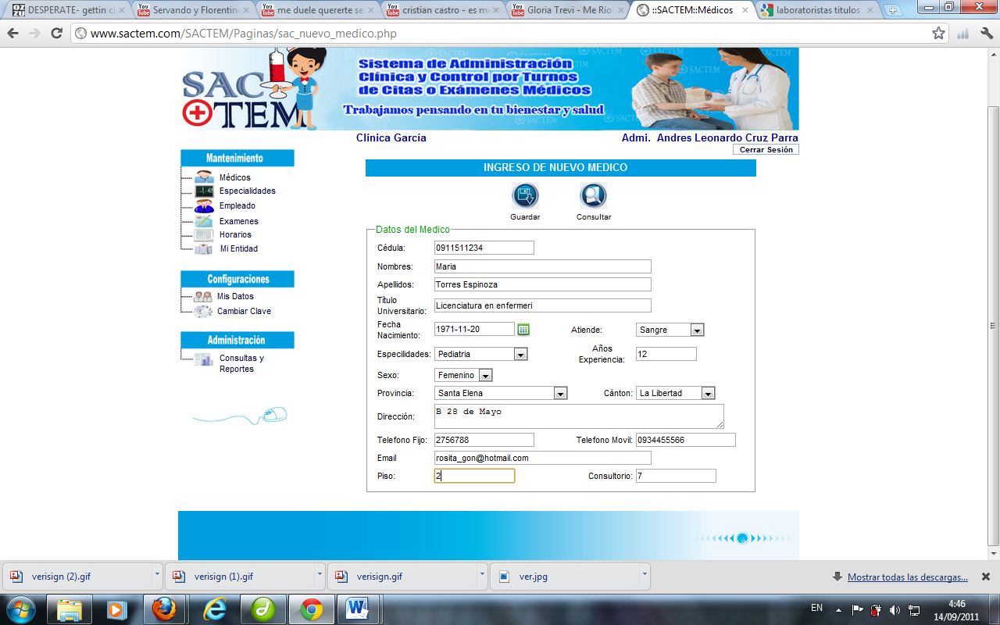 DESPERATE- gettin c
Servando y Florentino
me duele quererte se
cristian castro - es me
Gloria Trevi - Me Río
::SACTEM::Médicos
laboratoristas titulos
www.sactem.com/SACTEM/Paginas/sac_nuevo_medico.php
SAC
TEM
Sistema de Administración
Clínica y Control por Turnos
de Citas o Exámenes Médicos
Trabajamos pensando en tu bienestar y salud
Clínica García
Admi. Andres Leonardo Cruz Parra
Cerrar Sesión
Mantenimiento
Médicos
Especialidades
Empleado
Examenes
Horarios
Mi Entidad
Configuraciones
Mis Datos
Cambiar Clave
Administración
Consultas y
Reportes
INGRESO DE NUEVO MEDICO
Guardar
Consultar
Datos del Medico
Cédula: 0911511234
Nombres: Maria
Apellidos: Torres Espinoza
Título
Universitario: Licenciatura en enfermeri
Fecha
Nacimiento: 1971-11-20
Atiende: Sangre
Especilidades: Pediatria
Años
Experiencia: 12
Sexo: Femenino
Provincia: Santa Elena
Cánton: La Libertad
Dirección: B 28 de Mayo
Telefono Fijo: 2756788
Telefono Movil: 0934455566
Email rosita_gon@hotmail.com
Piso: 2
Consultorio: 7
verisign (2).gif
verisign (1).gif
verisign.gif
ver.jpg
Mostrar todas las descargas...
EN
4:46
14/09/2011